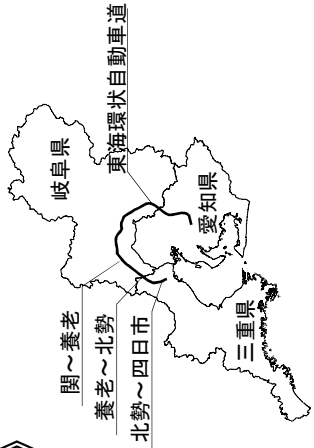 岐阜県
東海環状自動車道
関～養老
養老～北勢
北勢～四日市
愛知県
三重県